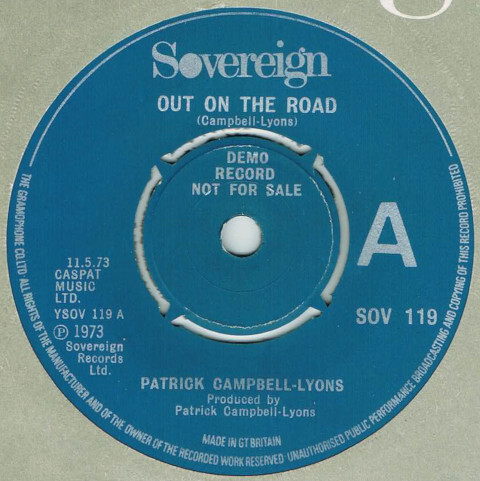 Sovereign
OUT ON THE ROAD
(Campbell-Lyons)
DEMO
RECORD
NOT FOR SALE
A
11.5.73
CASPAT
MUSIC
LTD.
YSOV 119 A
Ⓟ 1973
Sovereign
Records
Ltd.
SOV 119
PATRICK CAMPBELL-LYONS
Produced by
Patrick Campbell-Lyons
MADE IN GT BRITAIN
THE GRAMOPHONE CO.LTD. ALL RIGHTS OF THE MANUFACTURER AND OF THE OWNER OF THE RECORDED WORK RESERVED·UNAUTHORISED PUBLIC PERFORMANCE BROADCASTING AND COPYING OF THIS RECORD PROHIBITED